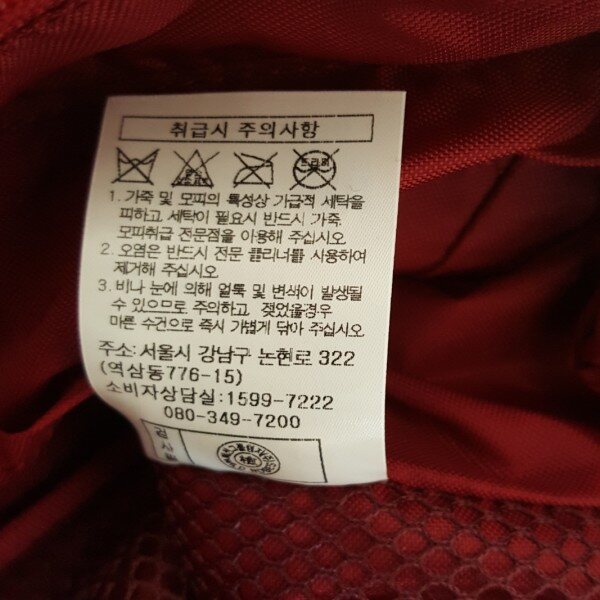 취급시 주의사항
드라이
1. 가죽 및 모피의 특성상 가급적 세탁을
피하고, 세탁이 필요시 반드시 가죽,
모피취급 전문점을 이용해 주십시오.
2. 오염은 반드시 전문 클리너를 사용하여
제거해 주십시오.
3. 비나 눈에 의해 얼룩 및 변색이 발생될
수 있으므로 주의하고, 젖었을경우
마른 수건으로 즉시 가볍게 닦아 주십시오.
주소:서울시 강남구 논현로 322
(역삼동776-15)
소비자상담실:1599-7222
080-349-7200
검사필